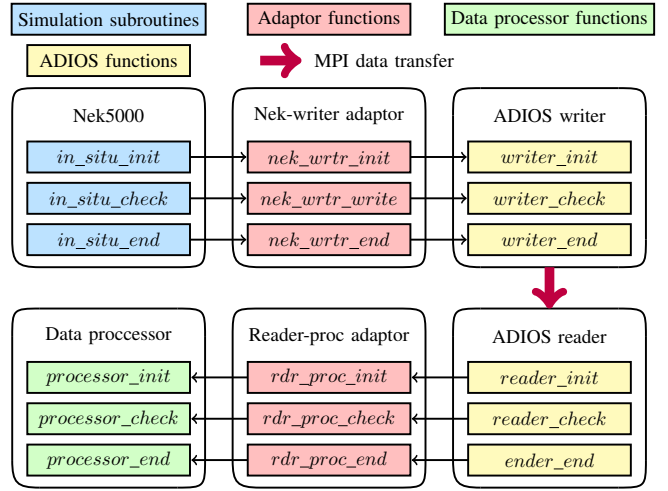 Simulation subroutines Adaptor functions Data processor functions
ADIOS functions MPI data transfer
Nek5000 Nek-writer adaptor ADIOS writer
in_situ_init nek_wrtr_init writer_init
in_situ_check nek_wrtr_write writer_check
in_situ_end nek_wrtr_end writer_end
Data proccessor Reader-proc adaptor ADIOS reader
processor_init rdr_proc_init reader_init
processor_check rdr_proc_check reader_check
processor_end rdr_proc_end ender_end